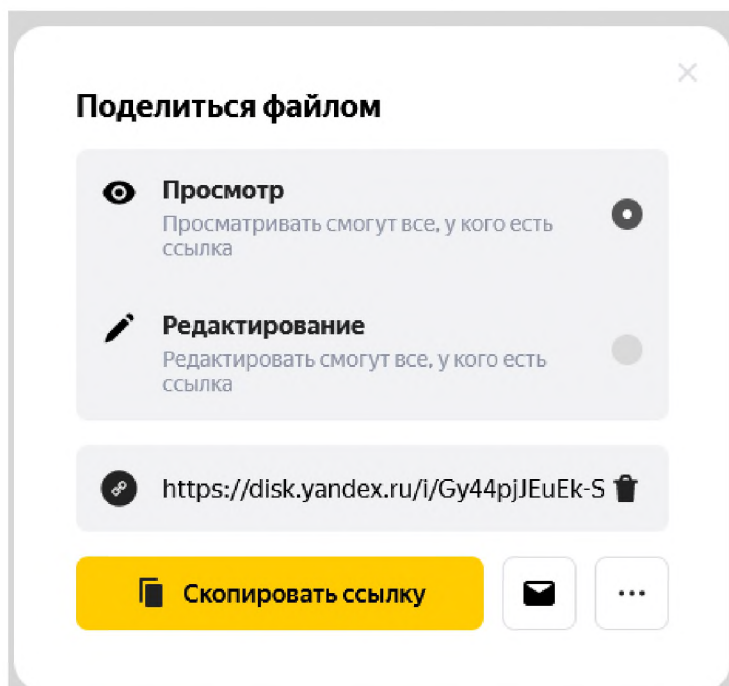 Поделиться файлом
Просмотр
Просматривать смогут все, у кого есть
ссылка
Редактирование
Редактировать смогут все, у кого есть
ссылка
https://disk.yandex.ru/i/Gy44pjJEuEk-S
Скопировать ссылку